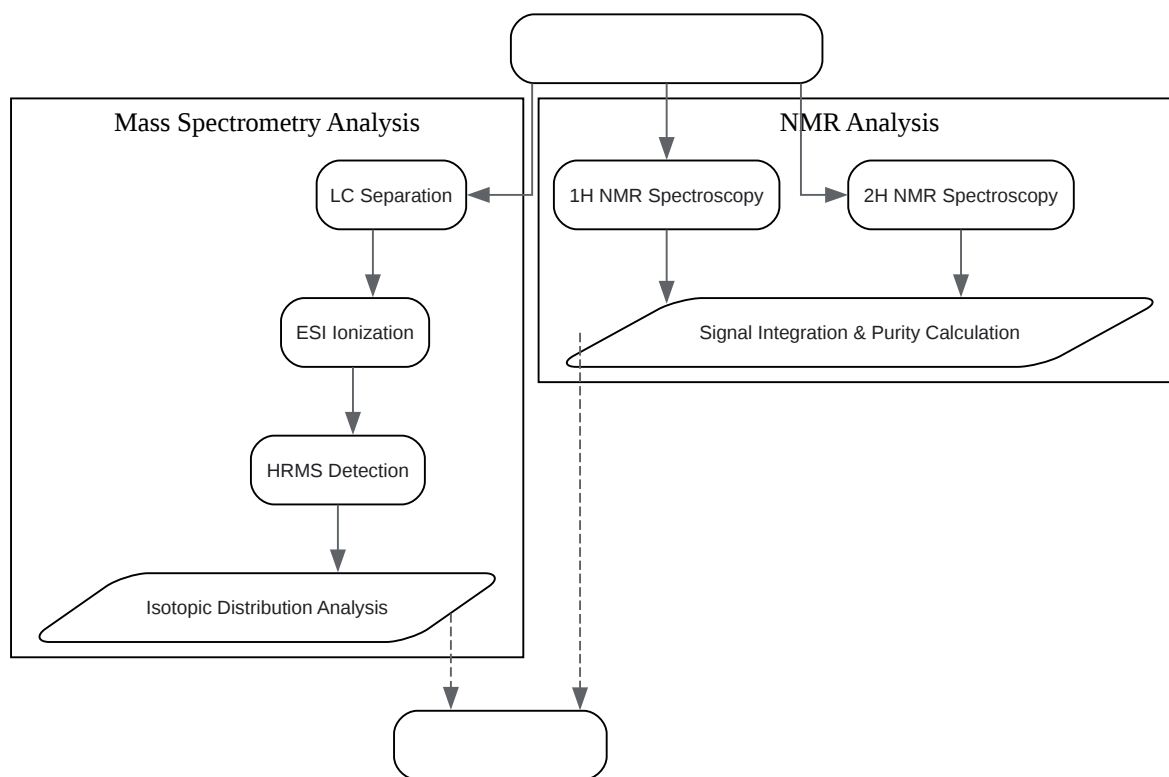 Mass Spectrometry Analysis
LC Separation
ESI Ionization
HRMS Detection
Isotopic Distribution Analysis
NMR Analysis
1H NMR Spectroscopy
2H NMR Spectroscopy
Signal Integration & Purity Calculation